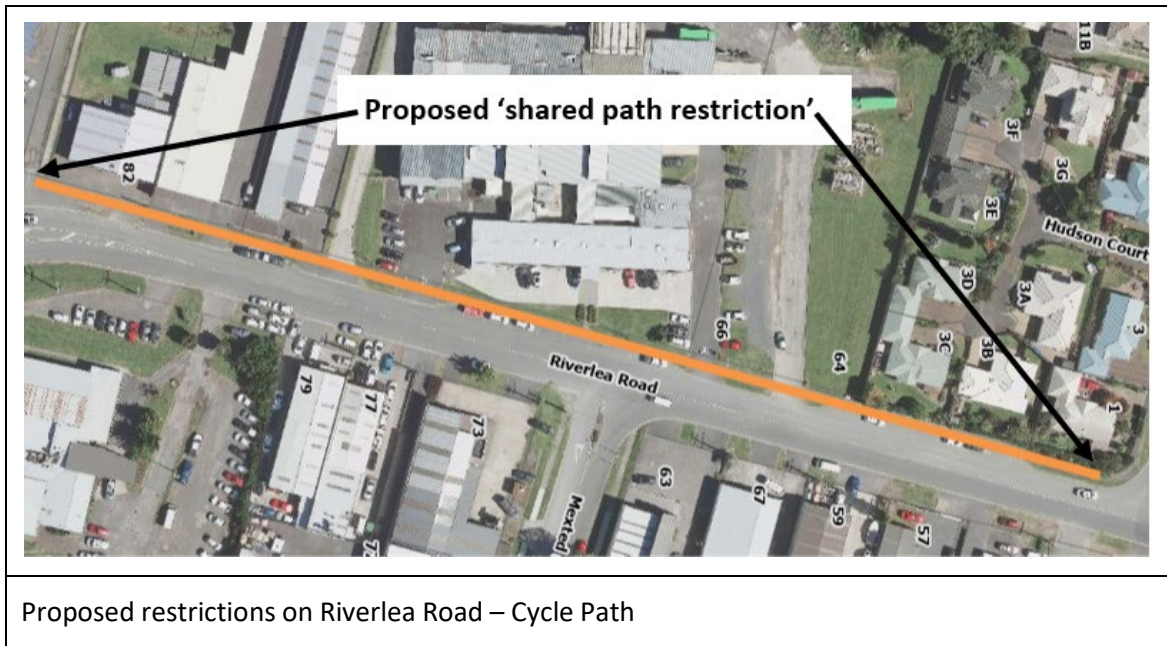 11B
Proposed ‘shared path restriction’
3F
3G
82
3E
Hudson Court
3D
3A
3
3C
3B
66
64
1
Riverlea Road
79
77
73
63
67
59
57
Mexted
Proposed restrictions on Riverlea Road – Cycle Path